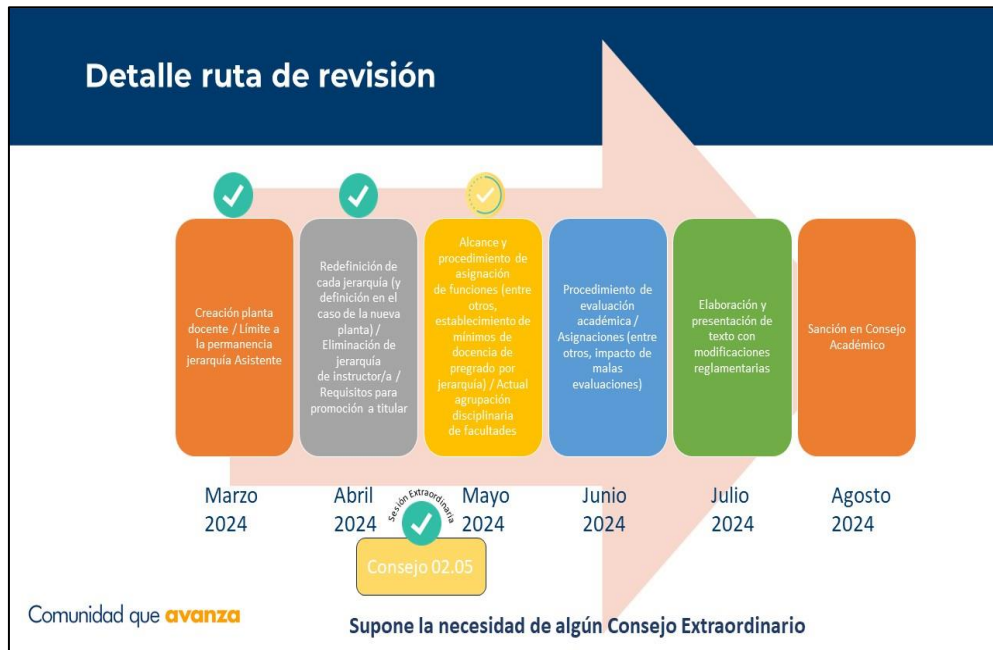 Detalle ruta de revisión
Creación planta
docente / Límite a
la permanencia
jerarquía Asistente
Redefinición de
cada jerarquía (y
definición en el
caso de la nueva
planta) /
Eliminación de
jerarquía
de instructor/a /
Requisitos para
promoción a titular
Alcance y
procedimiento de
asignación
de funciones (entre
otros,
establecimiento de
mínimos de
docencia de
pregrado por
jerarquía) / Actual
agrupación
disciplinaria
de facultades
Procedimiento de
evaluación
académica /
Asignaciones (entre
otros, impacto de
malas
evaluaciones)
Elaboración y
presentación de
texto con
modificaciones
reglamentarias
Sanción en Consejo
Académico
Marzo
2024
Abril
2024
Mayo
2024
Junio
2024
Julio
2024
Agosto
2024
Sesión Extraordinaria
Consejo 02.05
Comunidad que avanza
Supone la necesidad de algún Consejo Extraordinario